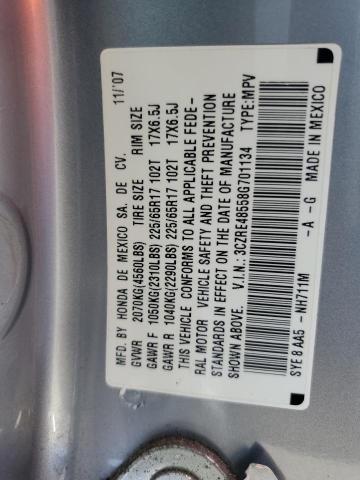 MFD. BY HONDA DE MEXICO SA. DE CV. 11/'07
GVWR 2070KG(4560LBS) TIRE SIZE RIM SIZE
GAWR F 1050KG(2310LBS) 225/65R17 102T 17X6.5J
GAWR R 1040KG(2290LBS) 225/65R17 102T 17X6.5J
THIS VEHICLE CONFORMS TO ALL APPLICABLE FEDE-
RAL MOTOR VEHICLE SAFETY AND THEFT PREVENTION
STANDARDS IN EFFECT ON THE DATE OF MANUFACTURE
SHOWN ABOVE. V.I.N.: 3CZRE48558G701134 TYPE:MPV
SYE 8 AA5 -NH711M -A -G MADE IN MEXICO